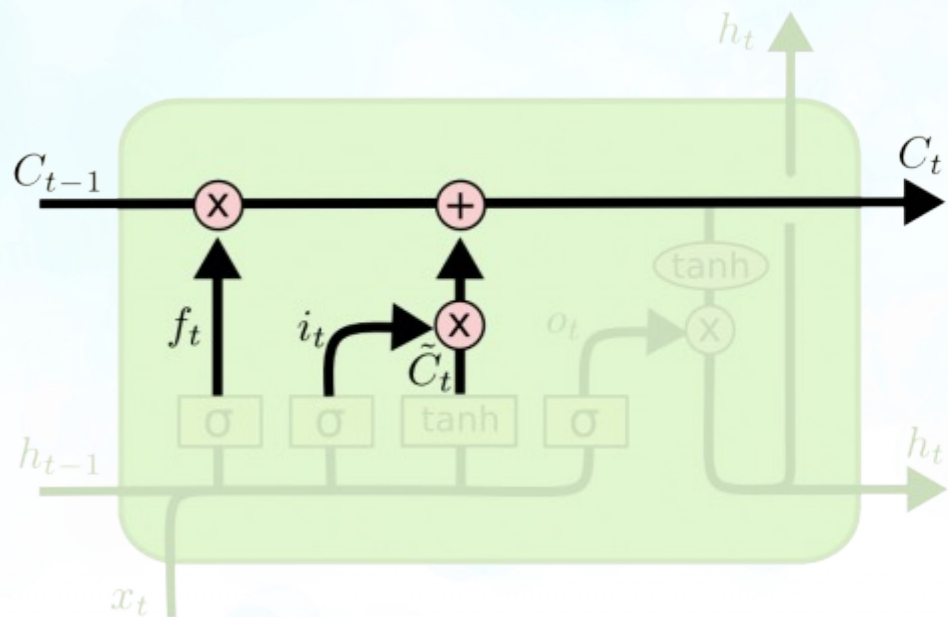 h_t
C_{t-1}
C_t
x
+
tanh
f_t
i_t
x
o_t
x
C̃_t
σ
σ
tanh
σ
h_{t-1}
h_t
x_t